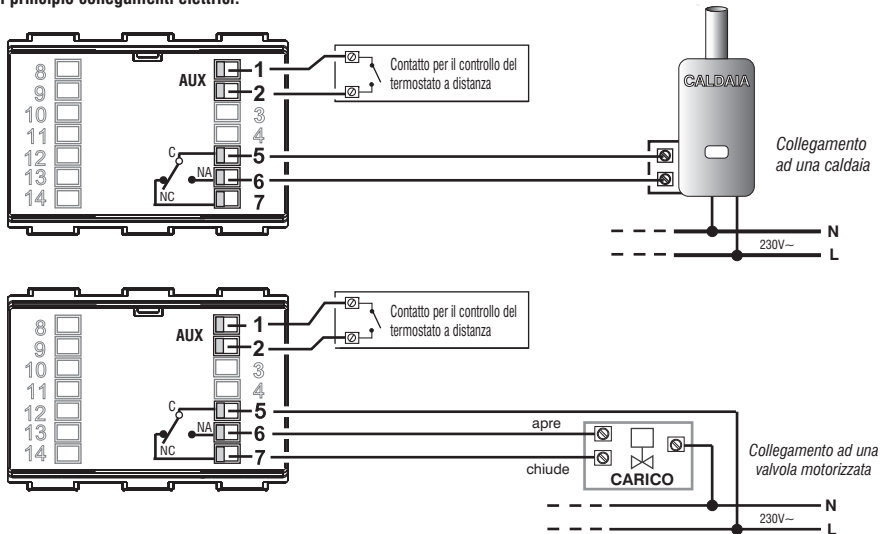 i principio collegamenti elettrici.
8
9
10
11
12
13
14
AUX
1
2
3
4
5
6
7
C
NA
NC
Contatto per il controllo del
termostato a distanza
CALDAIA
Collegamento
ad una caldaia
N
230V~
L
8
9
10
11
12
13
14
AUX
1
2
3
4
5
6
7
C
NA
NC
Contatto per il controllo del
termostato a distanza
apre
chiude
CARICO
Collegamento ad una
valvola motorizzata
N
230V~
L